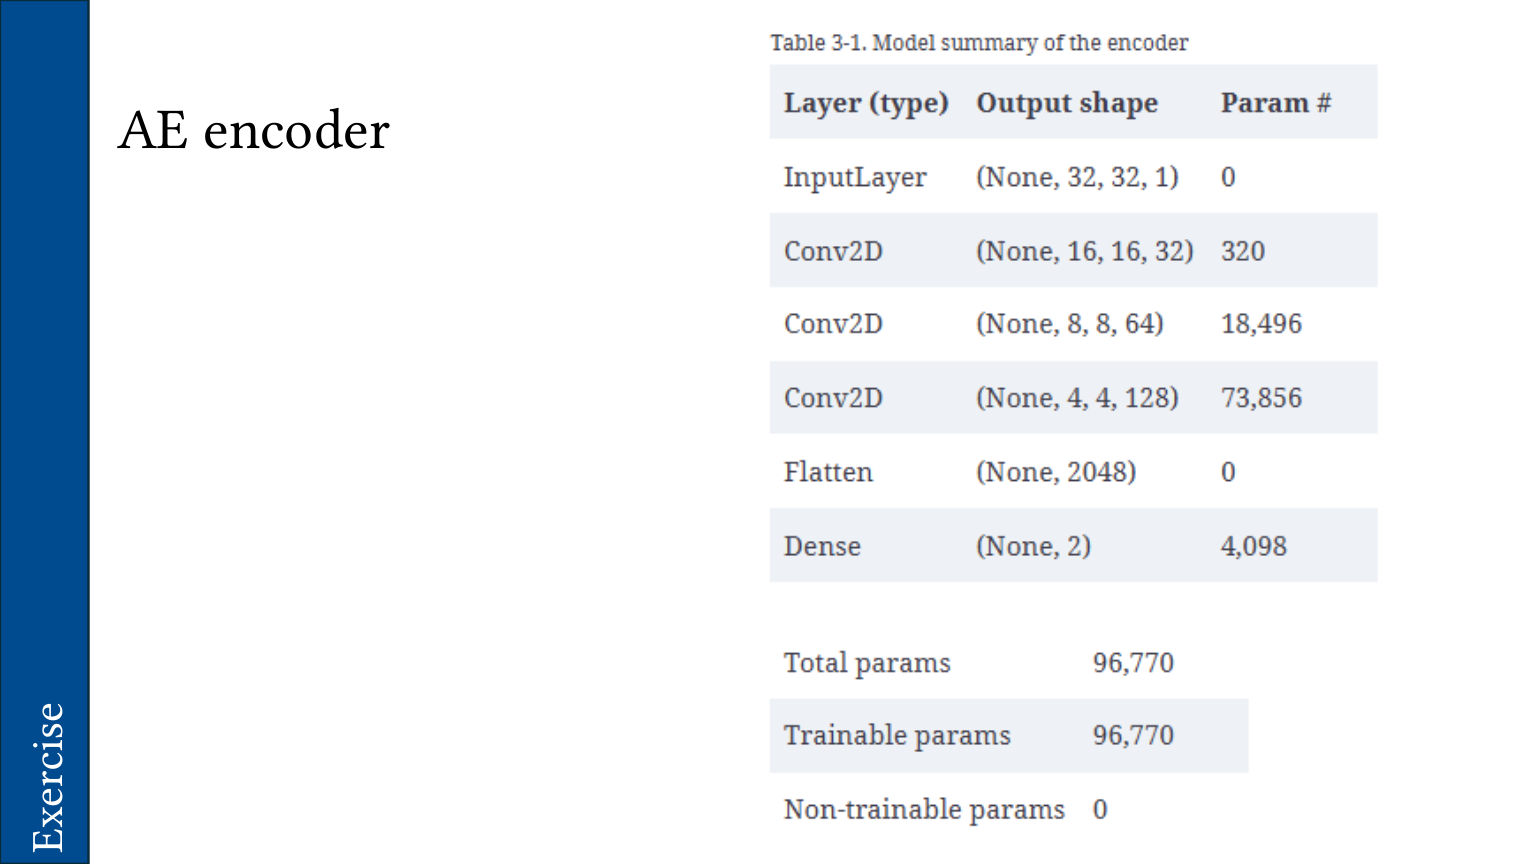 AE encoder
Table 3-1. Model summary of the encoder
Layer (type) Output shape Param #
InputLayer (None, 32, 32, 1) 0
Conv2D (None, 16, 16, 32) 320
Conv2D (None, 8, 8, 64) 18,496
Conv2D (None, 4, 4, 128) 73,856
Flatten (None, 2048) 0
Dense (None, 2) 4,098
Total params 96,770
Trainable params 96,770
Non-trainable params 0
Exercise